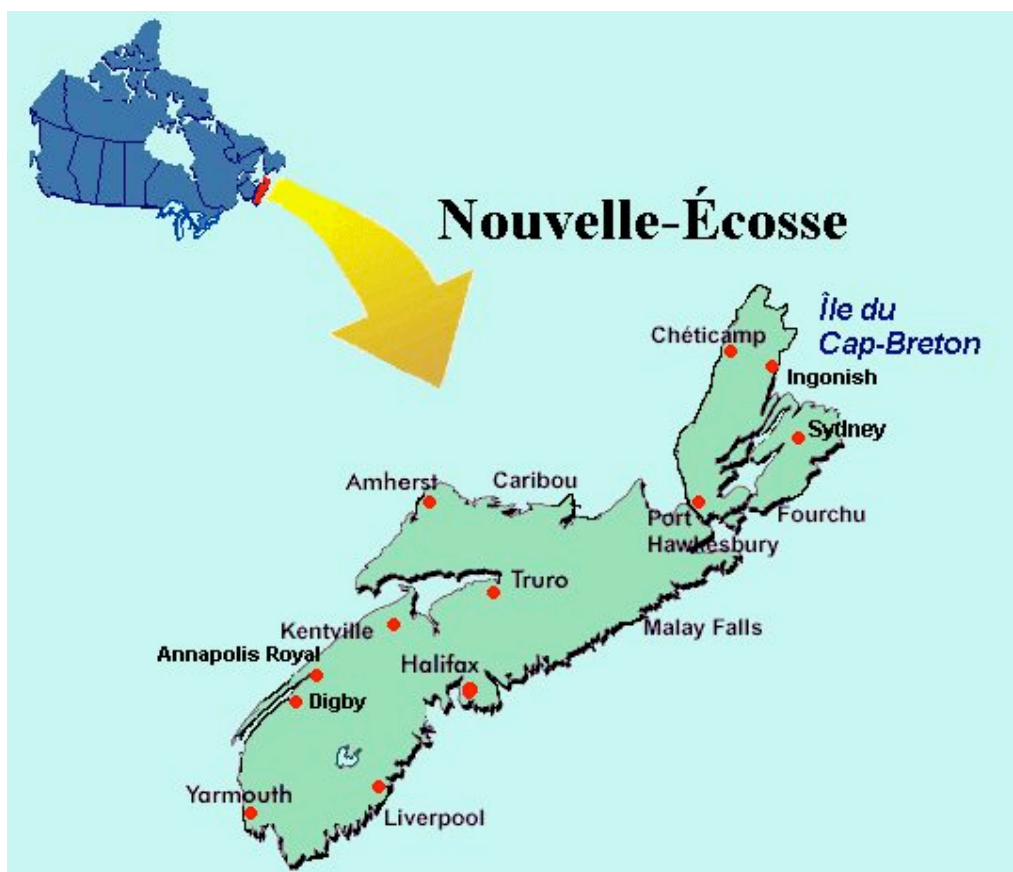 Nouvelle-Écosse
Île du
Cap-Breton
Chéticamp
Ingonish
Sydney
Amherst
Caribou
Port
Hawkesbury
Fourchu
Truro
Kentville
Malay Falls
Annapolis Royal
Halifax
Digby
Yarmouth
Liverpool